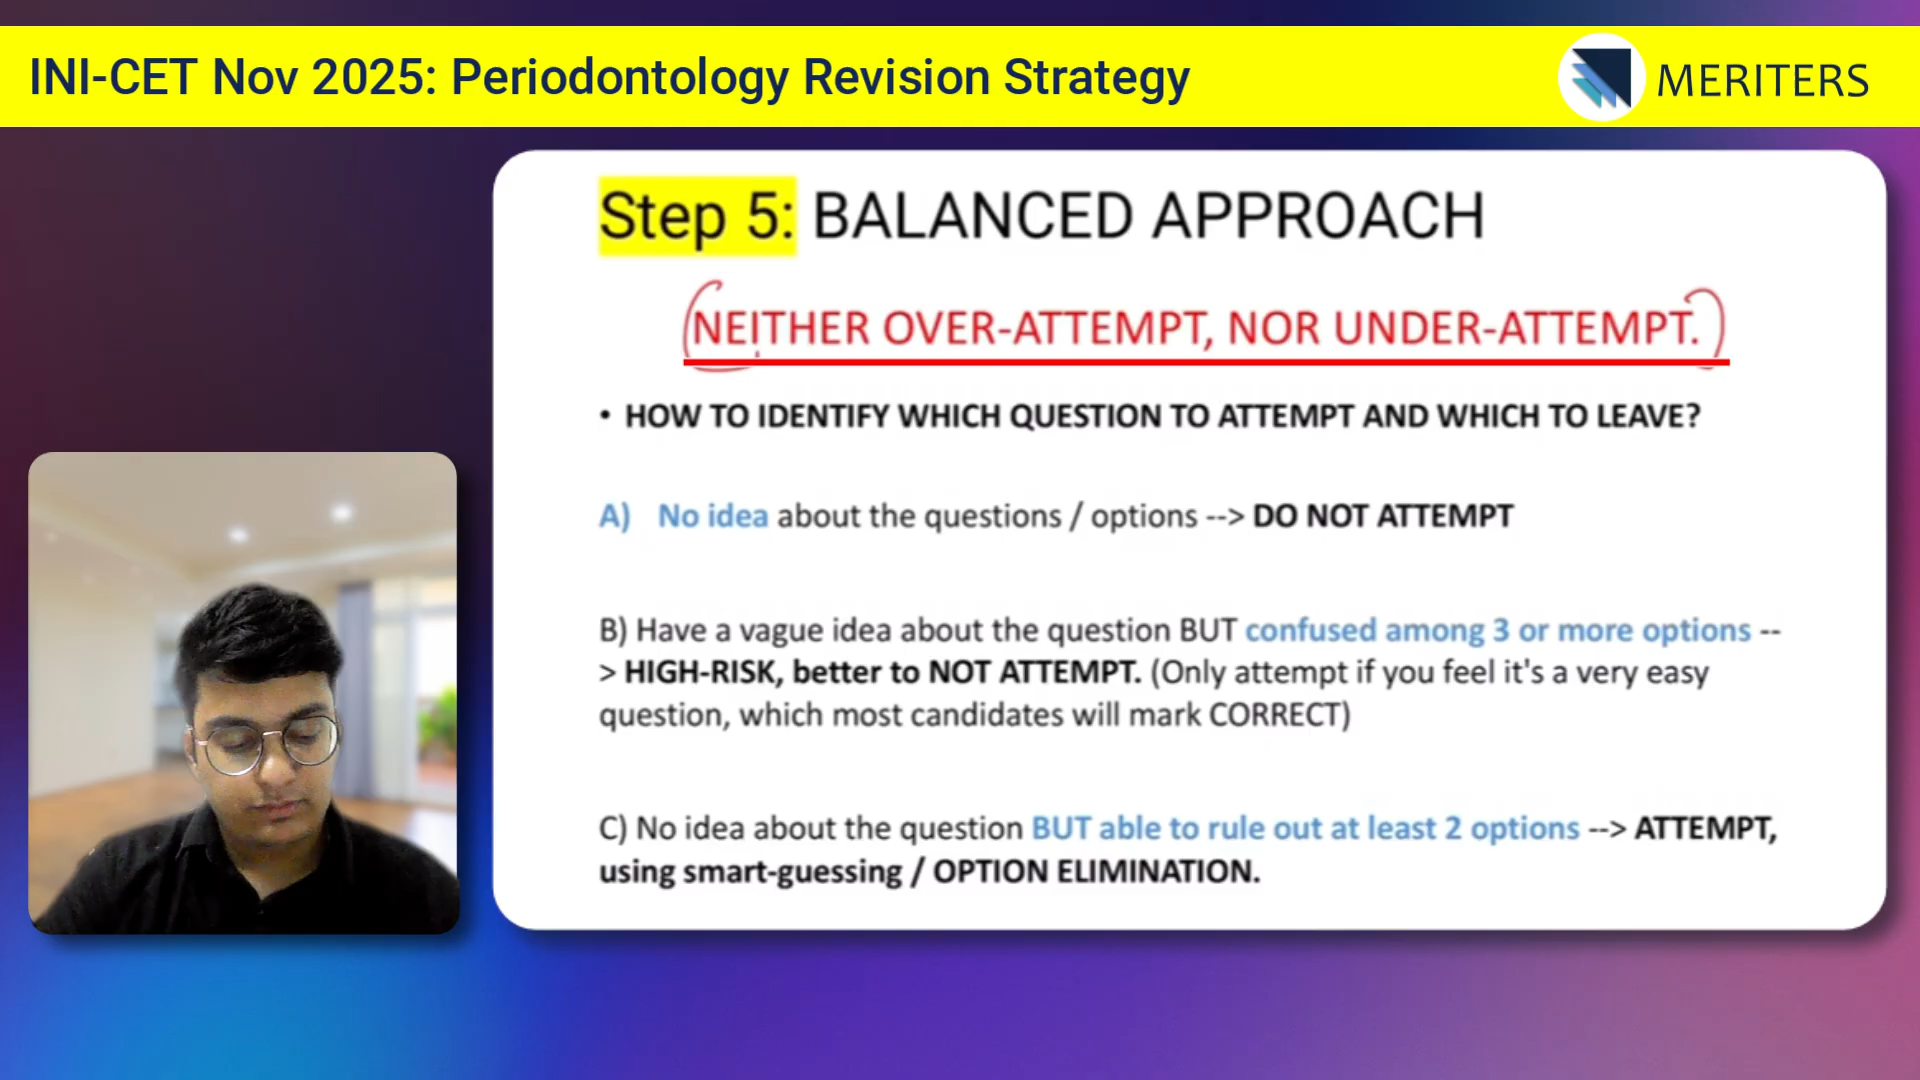 INI-CET Nov 2025: Periodontology Revision Strategy
MERITERS
Step 5: BALANCED APPROACH
NEITHER OVER-ATTEMPT, NOR UNDER-ATTEMPT.
• HOW TO IDENTIFY WHICH QUESTION TO ATTEMPT AND WHICH TO LEAVE?
A) No idea about the questions / options --> DO NOT ATTEMPT
B) Have a vague idea about the question BUT confused among 3 or more options --
> HIGH-RISK, better to NOT ATTEMPT. (Only attempt if you feel it's a very easy
question, which most candidates will mark CORRECT)
C) No idea about the question BUT able to rule out at least 2 options --> ATTEMPT,
using smart-guessing / OPTION ELIMINATION.